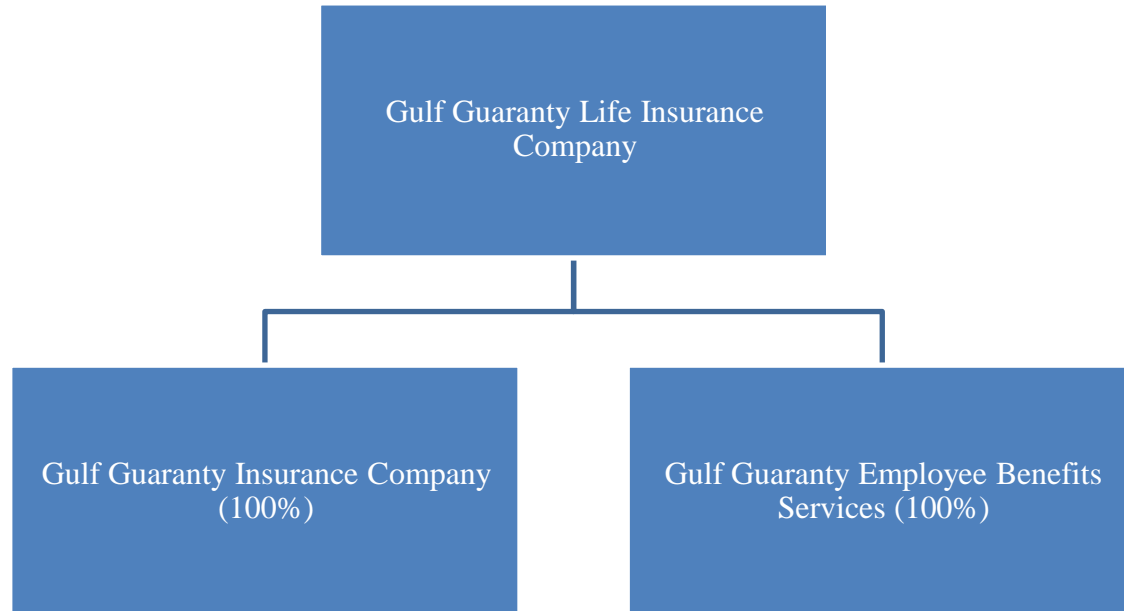 Gulf Guaranty Life Insurance
Company
Gulf Guaranty Insurance Company
(100%)
Gulf Guaranty Employee Benefits
Services (100%)